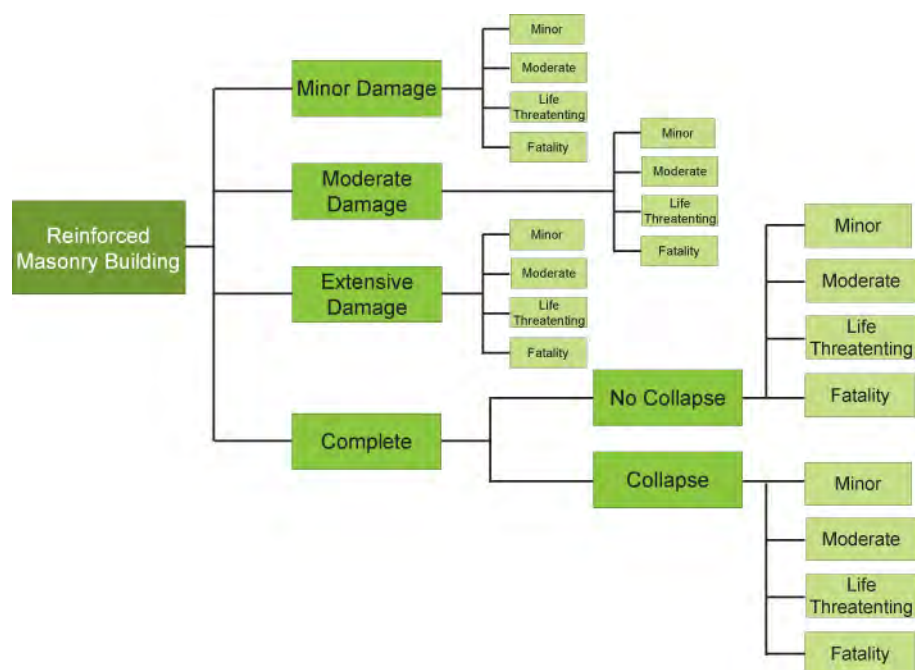 Reinforced
Masonry Building
Minor Damage
Minor
Moderate
Life
Threatenting
Fatality
Moderate
Damage
Minor
Moderate
Life
Threatenting
Fatality
Extensive
Damage
Minor
Moderate
Life
Threatenting
Fatality
Complete
No Collapse
Minor
Moderate
Life
Threatenting
Fatality
Collapse
Minor
Moderate
Life
Threatenting
Fatality